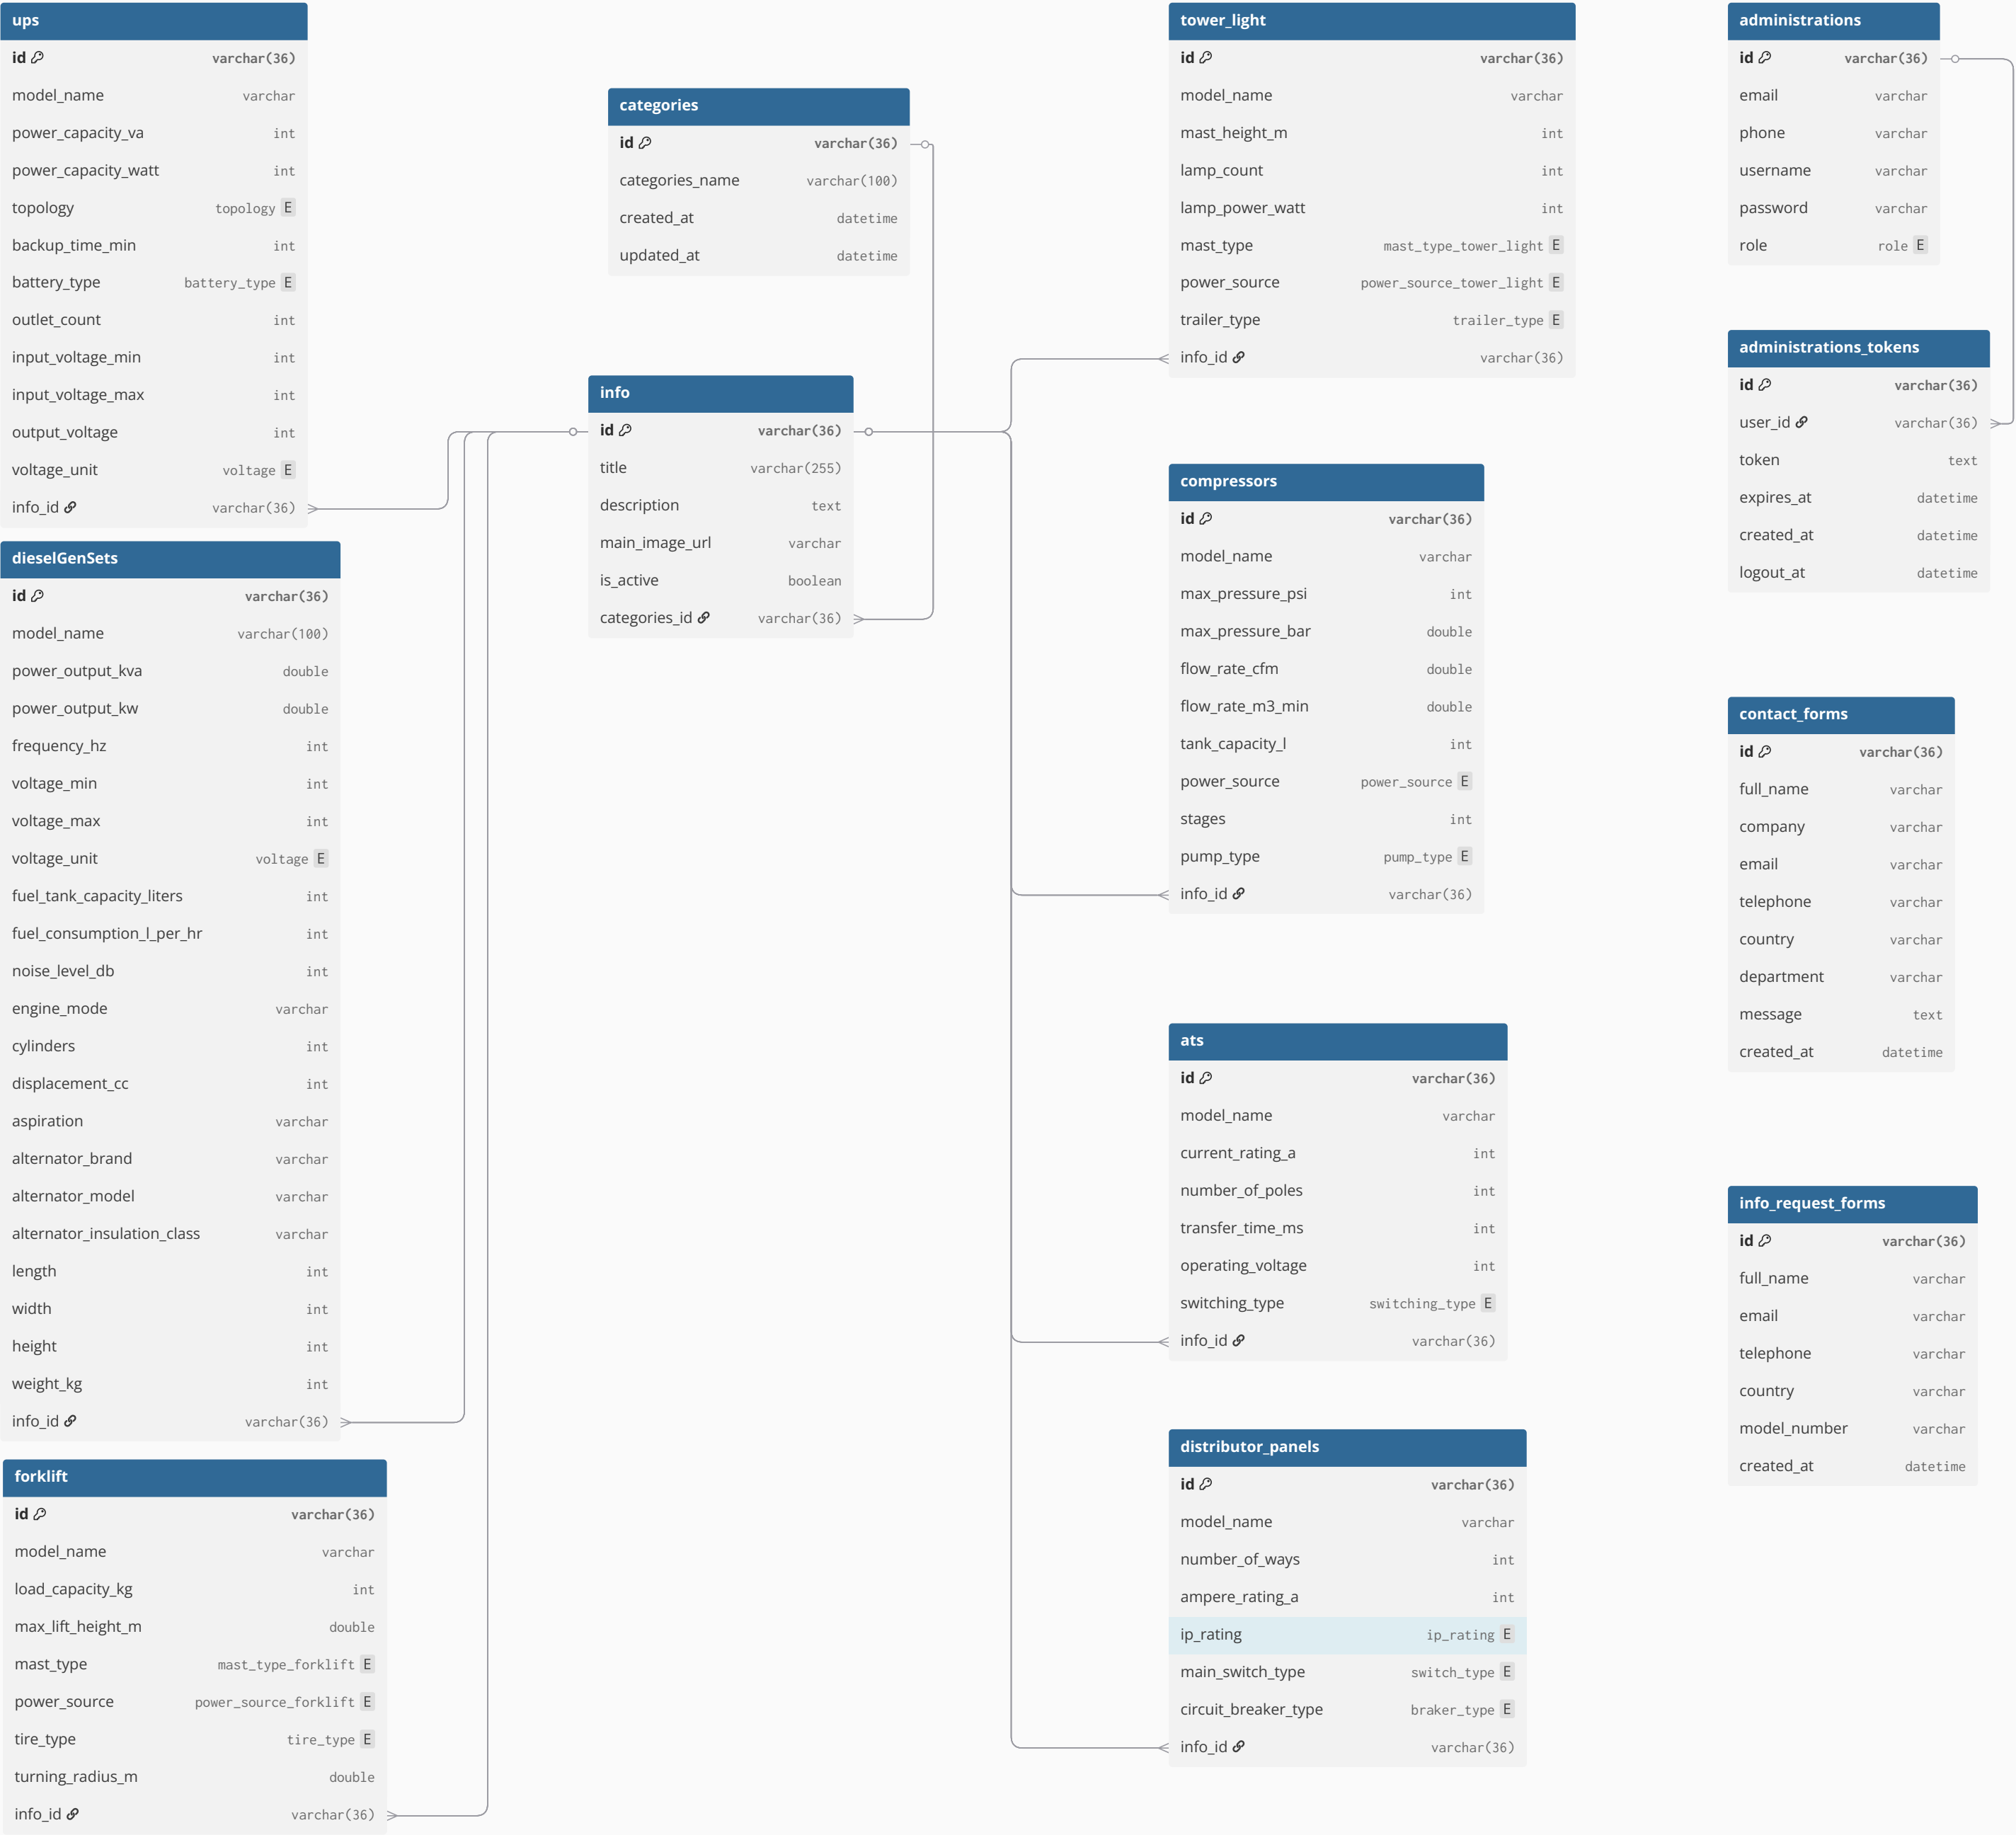 ups
id varchar(36)
model_name varchar
power_capacity_va int
power_capacity_watt int
topology topology E
backup_time_min int
battery_type battery_type E
outlet_count int
input_voltage_min int
input_voltage_max int
output_voltage int
voltage_unit voltage E
info_id varchar(36)
dieselGenSets
id varchar(36)
model_name varchar(100)
power_output_kva double
power_output_kw double
frequency_hz int
voltage_min int
voltage_max int
voltage_unit voltage E
fuel_tank_capacity_liters int
fuel_consumption_l_per_hr int
noise_level_db int
engine_mode varchar
cylinders int
displacement_cc int
aspiration varchar
alternator_brand varchar
alternator_model varchar
alternator_insulation_class varchar
length int
width int
height int
weight_kg int
info_id varchar(36)
forklift
id varchar(36)
model_name varchar
load_capacity_kg int
max_lift_height_m double
mast_type mast_type_forklift E
power_source power_source_forklift E
tire_type tire_type E
turning_radius_m double
info_id varchar(36)
categories
id varchar(36)
categories_name varchar(100)
created_at datetime
updated_at datetime
info
id varchar(36)
title varchar(255)
description text
main_image_url varchar
is_active boolean
categories_id varchar(36)
tower_light
id varchar(36)
model_name varchar
mast_height_m int
lamp_count int
lamp_power_watt int
mast_type mast_type_tower_light E
power_source power_source_tower_light E
trailer_type trailer_type E
info_id varchar(36)
compressors
id varchar(36)
model_name varchar
max_pressure_psi int
max_pressure_bar double
flow_rate_cfm double
flow_rate_m3_min double
tank_capacity_l int
power_source power_source E
stages int
pump_type pump_type E
info_id varchar(36)
ats
id varchar(36)
model_name varchar
current_rating_a int
number_of_poles int
transfer_time_ms int
operating_voltage int
switching_type switching_type E
info_id varchar(36)
distributor_panels
id varchar(36)
model_name varchar
number_of_ways int
ampere_rating_a int
ip_rating ip_rating E
main_switch_type switch_type E
circuit_breaker_type braker_type E
info_id varchar(36)
administrations
id varchar(36)
email varchar
phone varchar
username varchar
password varchar
role role E
administrations_tokens
id varchar(36)
user_id varchar(36)
token text
expires_at datetime
created_at datetime
logout_at datetime
contact_forms
id varchar(36)
full_name varchar
company varchar
email varchar
telephone varchar
country varchar
department varchar
message text
created_at datetime
info_request_forms
id varchar(36)
full_name varchar
email varchar
telephone varchar
country varchar
model_number varchar
created_at datetime